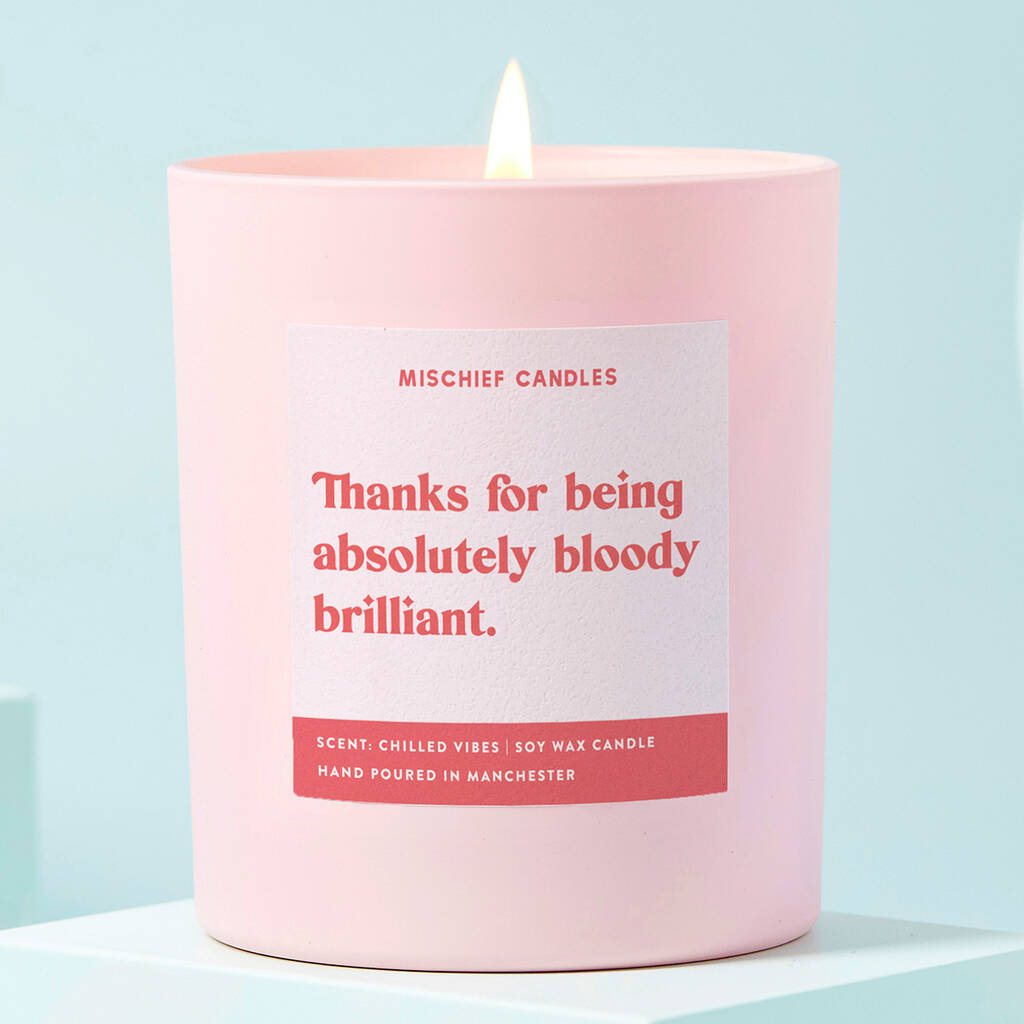 MISCHIEF CANDLES
Thanks for being
absolutely bloody
brilliant.
SCENT: CHILLED VIBES | SOY WAX CANDLE
HAND POURED IN MANCHESTER